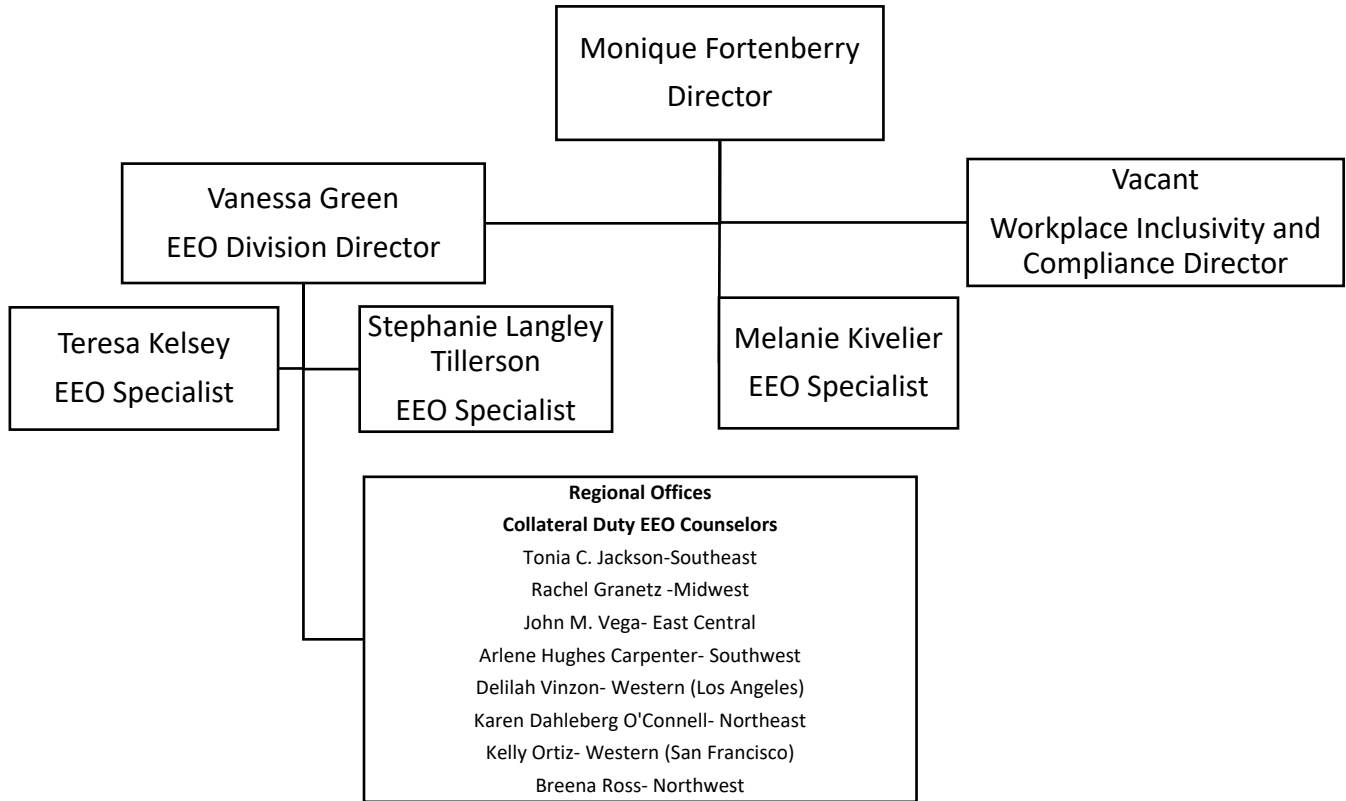 Monique Fortenberry
Director
Vanessa Green
EEO Division Director
Vacant
Workplace Inclusivity and
Compliance Director
Teresa Kelsey
EEO Specialist
Stephanie Langley
Tillerson
EEO Specialist
Melanie Kivelier
EEO Specialist
Regional Offices
Collateral Duty EEO Counselors
Tonia C. Jackson-Southeast
Rachel Granetz -Midwest
John M. Vega- East Central
Arlene Hughes Carpenter- Southwest
Delilah Vinzon- Western (Los Angeles)
Karen Dahleberg O'Connell- Northeast
Kelly Ortiz- Western (San Francisco)
Breena Ross- Northwest